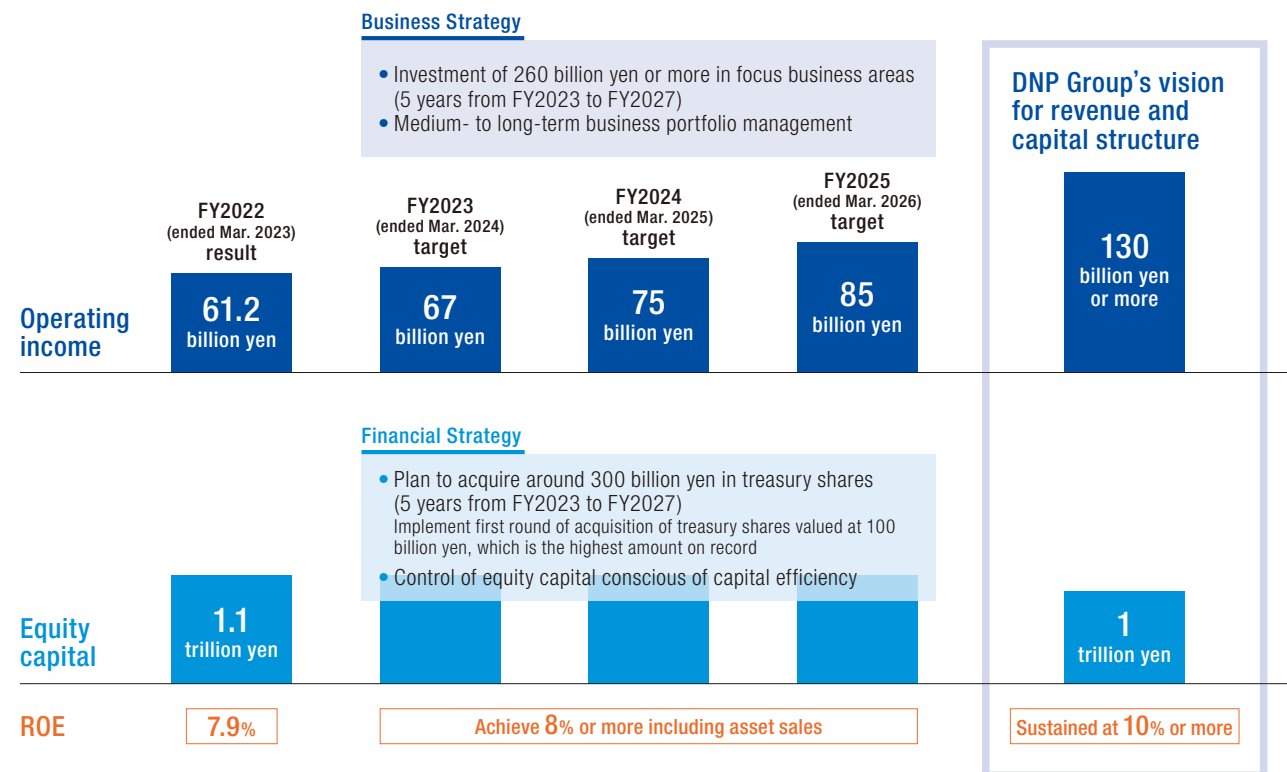 Business Strategy
• Investment of 260 billion yen or more in focus business areas
(5 years from FY2023 to FY2027)
• Medium- to long-term business portfolio management
DNP Group's vision
for revenue and
capital structure
FY2022
(ended Mar. 2023)
result
FY2023
(ended Mar. 2024)
target
FY2024
(ended Mar. 2025)
target
FY2025
(ended Mar. 2026)
target
Operating
income
61.2
billion yen
67
billion yen
75
billion yen
85
billion yen
130
billion yen
or more
Financial Strategy
• Plan to acquire around 300 billion yen in treasury shares
(5 years from FY2023 to FY2027)
Implement first round of acquisition of treasury shares valued at 100
billion yen, which is the highest amount on record
• Control of equity capital conscious of capital efficiency
Equity
capital
1.1
trillion yen
1
trillion yen
ROE
7.9%
Achieve 8% or more including asset sales
Sustained at 10% or more